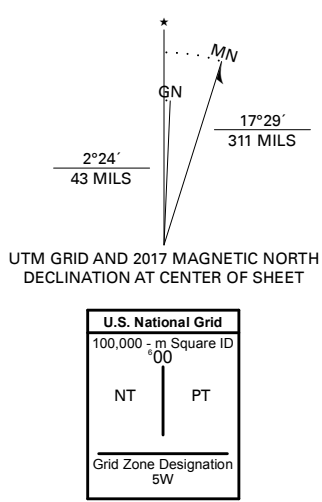 ★
MN
GN
17°29´
311 MILS
2°24´
43 MILS
UTM GRID AND 2017 MAGNETIC NORTH
DECLINATION AT CENTER OF SHEET
U.S. National Grid
100,000 - m Square ID
⁶00
NT PT
Grid Zone Designation
5W